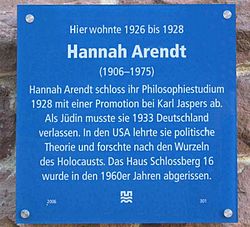 Hier wohnte 1926 bis 1928
Hannah Arendt
(1906–1975)
Hannah Arendt schloss ihr Philosophiestudium
1928 mit einer Promotion bei Karl Jaspers ab.
Als Jüdin musste sie 1933 Deutschland
verlassen. In den USA lehrte sie politische
Theorie und forschte nach den Wurzeln
des Holocausts. Das Haus Schlossberg 16
wurde in den 1960er Jahren abgerissen.
2006
301